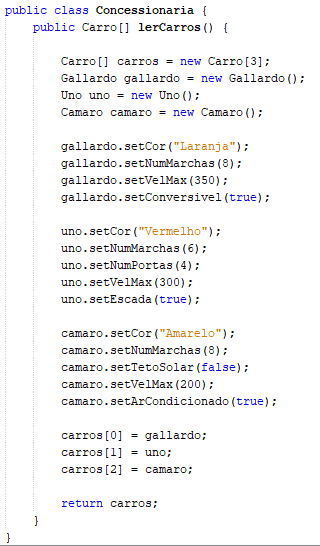 public class Concessionaria {
    public Carro[] lerCarros() {

        Carro[] carros = new Carro[3];
        Gallardo gallardo = new Gallardo();
        Uno uno = new Uno();
        Camaro camaro = new Camaro();

        gallardo.setCor("Laranja");
        gallardo.setNumMarchas(8);
        gallardo.setVelMax(350);
        gallardo.setConversivel(true);

        uno.setCor("Vermelho");
        uno.setNumMarchas(6);
        uno.setNumPortas(4);
        uno.setVelMax(300);
        uno.setEscada(true);

        camaro.setCor("Amarelo");
        camaro.setNumMarchas(8);
        camaro.setTetoSolar(false);
        camaro.setVelMax(200);
        camaro.setArCondicionado(true);

        carros[0] = gallardo;
        carros[1] = uno;
        carros[2] = camaro;

        return carros;
    }
}